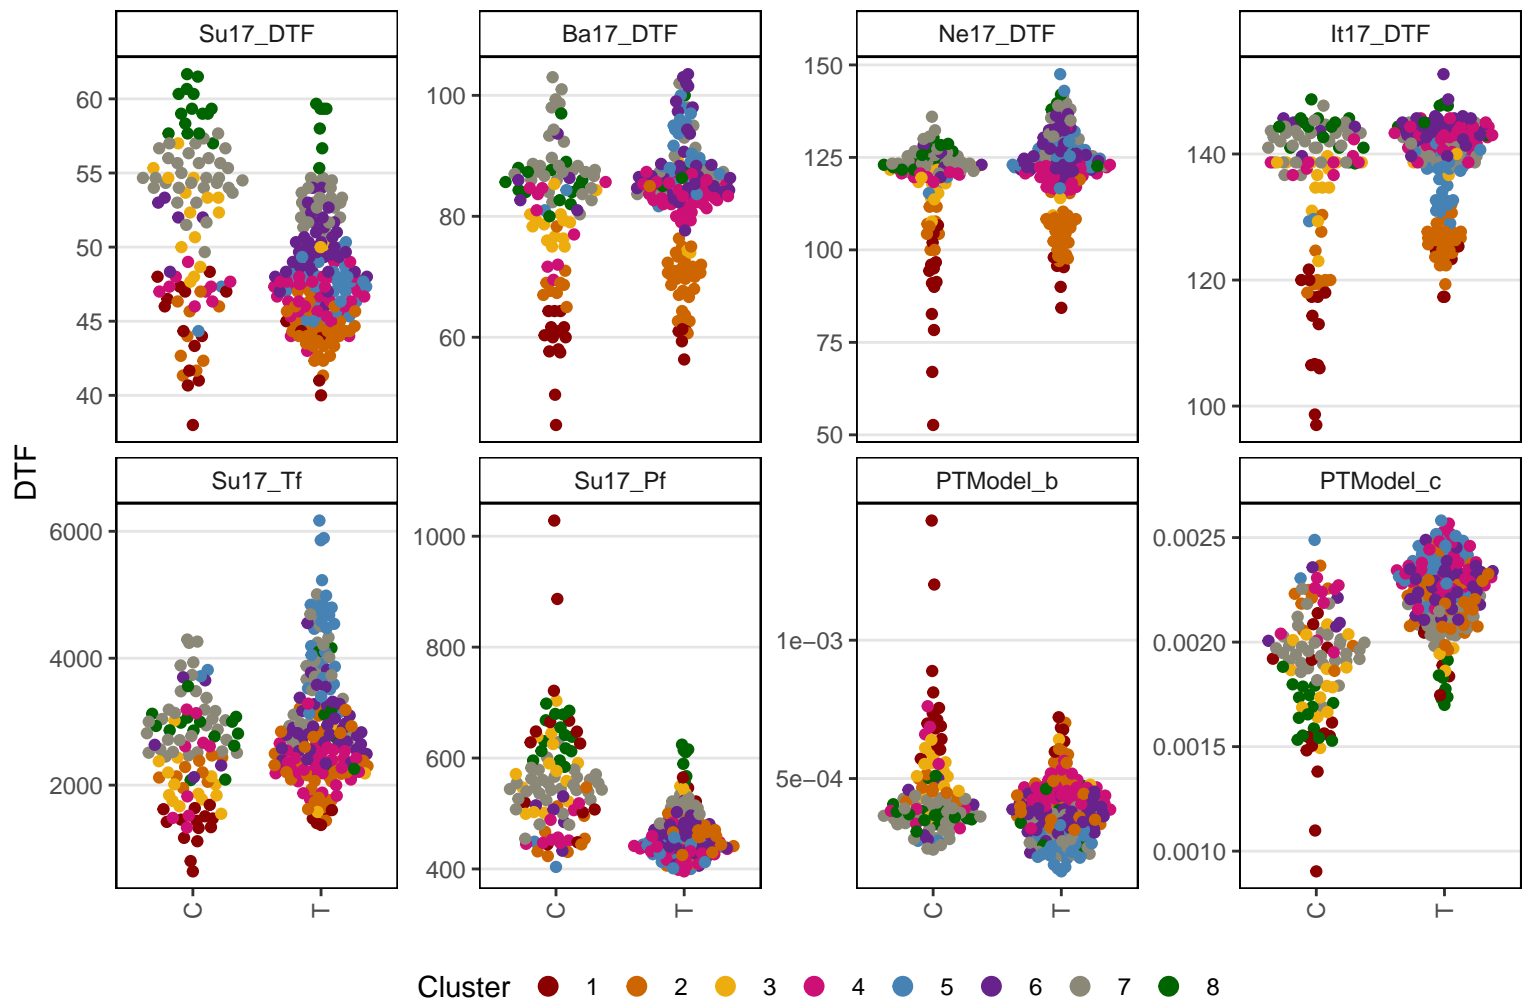 Su17_DTF Ba17_DTF Ne17_DTF It17_DTF
60 55 50 45 40
100 80 60
150 125 100 75 50
140 120 100
DTF
Su17_Tf Su17_Pf PTModel_b PTModel_c
6000 4000 2000
1000 800 600 400
1e−03 5e−04
0.0025 0.0020 0.0015 0.0010
C T C T C T C T
Cluster 1 2 3 4 5 6 7 8